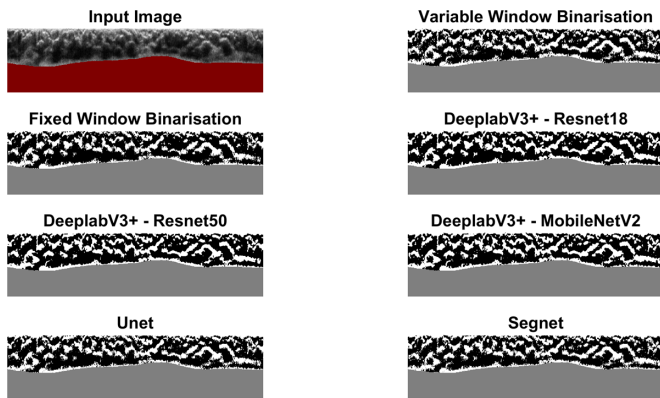 Input Image
Variable Window Binarisation
Fixed Window Binarisation
DeeplabV3+ - Resnet18
DeeplabV3+ - Resnet50
DeeplabV3+ - MobileNetV2
Unet
Segnet